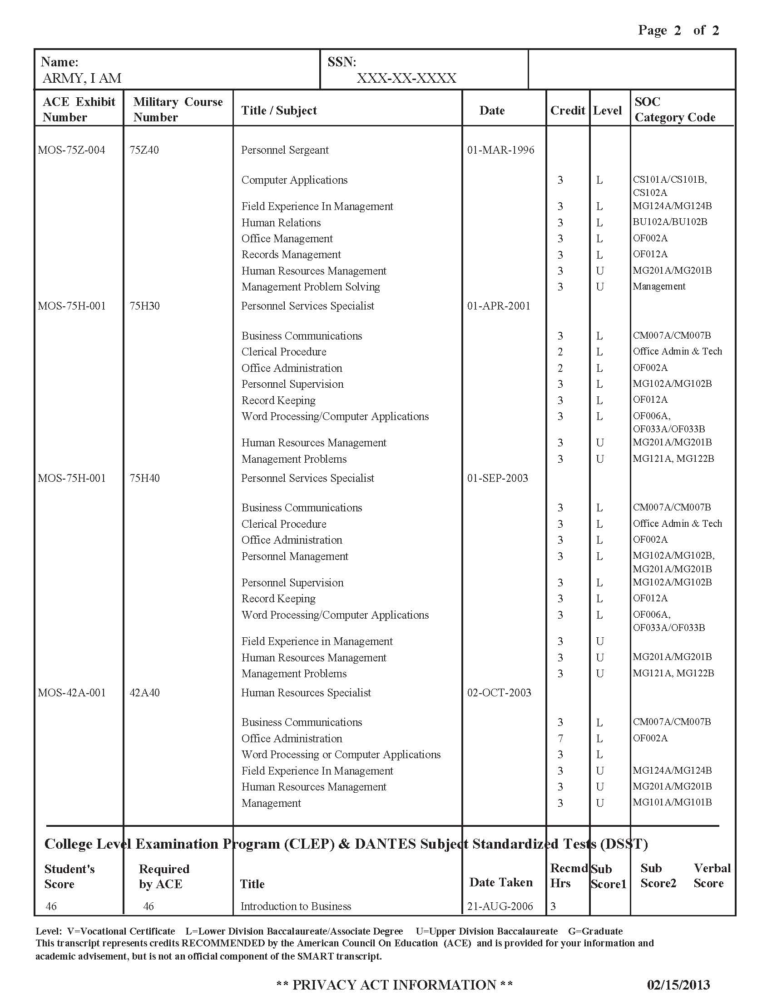 Page 2 of 2
Name: SSN:
ARMY, I AM XXX-XX-XXXX
ACE Exhibit Number Military Course Number Title / Subject Date Credit Level SOC Category Code
MOS-75Z-004 75Z40 Personnel Sergeant 01-MAR-1996
Computer Applications 3 L CS101A/CS101B,
CS102A
Field Experience In Management 3 L MG124A/MG124B
Human Relations 3 L BU102A/BU102B
Office Management 3 L OF002A
Records Management 3 L OF012A
Human Resources Management 3 U MG201A/MG201B
Management Problem Solving 3 U Management
MOS-75H-001 75H30 Personnel Services Specialist 01-APR-2001
Business Communications 3 L CM007A/CM007B
Clerical Procedure 2 L Office Admin & Tech
Office Administration 2 L OF002A
Personnel Supervision 3 L MG102A/MG102B
Record Keeping 3 L OF012A
Word Processing/Computer Applications 3 L OF006A,
OF033A/OF033B
Human Resources Management 3 U MG201A/MG201B
Management Problems 3 U MG121A, MG122B
MOS-75H-001 75H40 Personnel Services Specialist 01-SEP-2003
Business Communications 3 L CM007A/CM007B
Clerical Procedure 3 L Office Admin & Tech
Office Administration 3 L OF002A
Personnel Management 3 L MG102A/MG102B,
MG201A/MG201B
Personnel Supervision 3 L MG102A/MG102B
Record Keeping 3 L OF012A
Word Processing/Computer Applications 3 L OF006A,
OF033A/OF033B
Field Experience in Management 3 U
Human Resources Management 3 U MG201A/MG201B
Management Problems 3 U MG121A, MG122B
MOS-42A-001 42A40 Human Resources Specialist 02-OCT-2003
Business Communications 3 L CM007A/CM007B
Office Administration 7 L OF002A
Word Processing or Computer Applications 3 L
Field Experience In Management 3 U MG124A/MG124B
Human Resources Management 3 U MG201A/MG201B
Management 3 U MG101A/MG101B
College Level Examination Program (CLEP) & DANTES Subject Standardized Tests (DSST)
Student's Score Required by ACE Title Date Taken Recmd Hrs Sub Score1 Sub Score2 Verbal Score
46 46 Introduction to Business 21-AUG-2006 3
Level: V=Vocational Certificate L=Lower Division Baccalaureate/Associate Degree U=Upper Division Baccalaureate G=Graduate
This transcript represents credits RECOMMENDED by the American Council On Education (ACE) and is provided for your information and
academic advisement, but is not an official component of the SMART transcript.
** PRIVACY ACT INFORMATION ** 02/15/2013